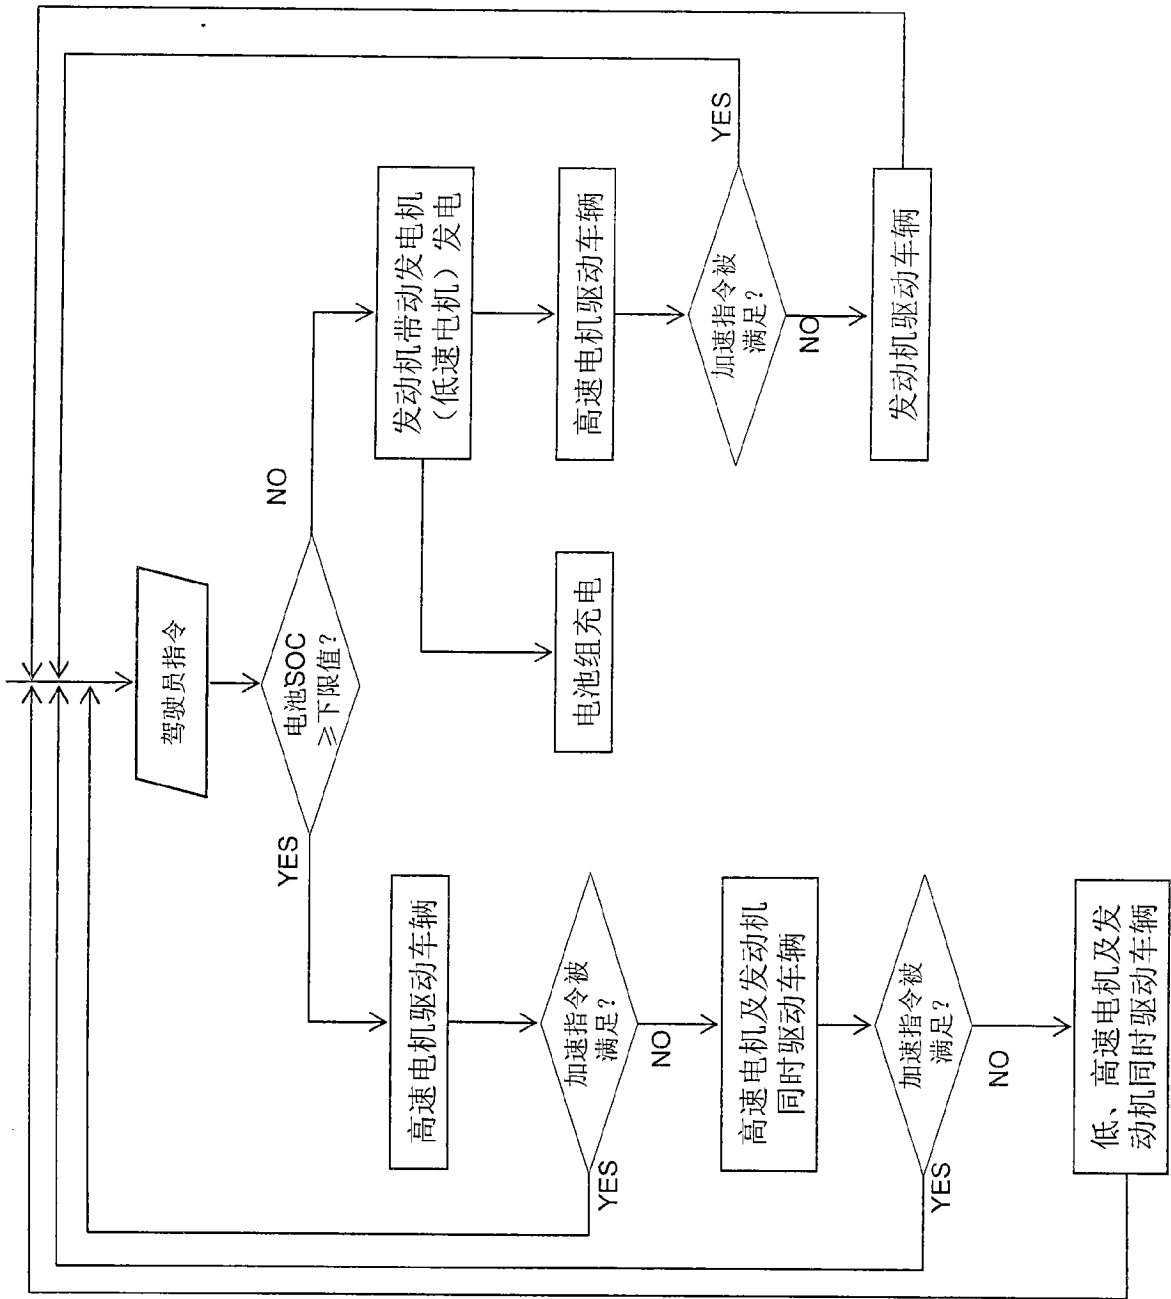 驾驶员指令
电池SOC
≥下限值？
YES
NO
高速电机驱动车辆
加速指令被
满足？
YES
NO
高速电机及发动机
同时驱动车辆
加速指令被
满足？
YES
NO
低、高速电机及发
动机同时驱动车辆
发动机带动发电机
（低速电机）发电
电池组充电
高速电机驱动车辆
加速指令被
满足？
YES
NO
发动机驱动车辆